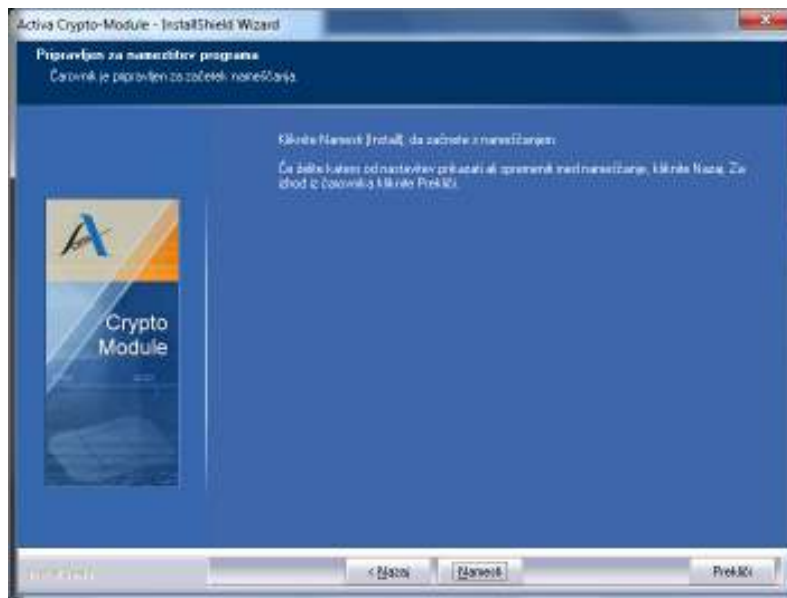 Activa Crypto-Module - InstallShield Wizard
Pripravljen za namestitev programa
Čarovnik je pripravljen za začetek nameščanja.
Kliknite Namesti (Install), da začnete z nameščanjem.
Če želite katero od nastavitev prikazati ali spremeniti med nameščanje, kliknite Nazaj. Za
izhod iz čarovnika kliknite Prekliči.
Crypto
Module
< Nazaj
Namesti
Prekliči